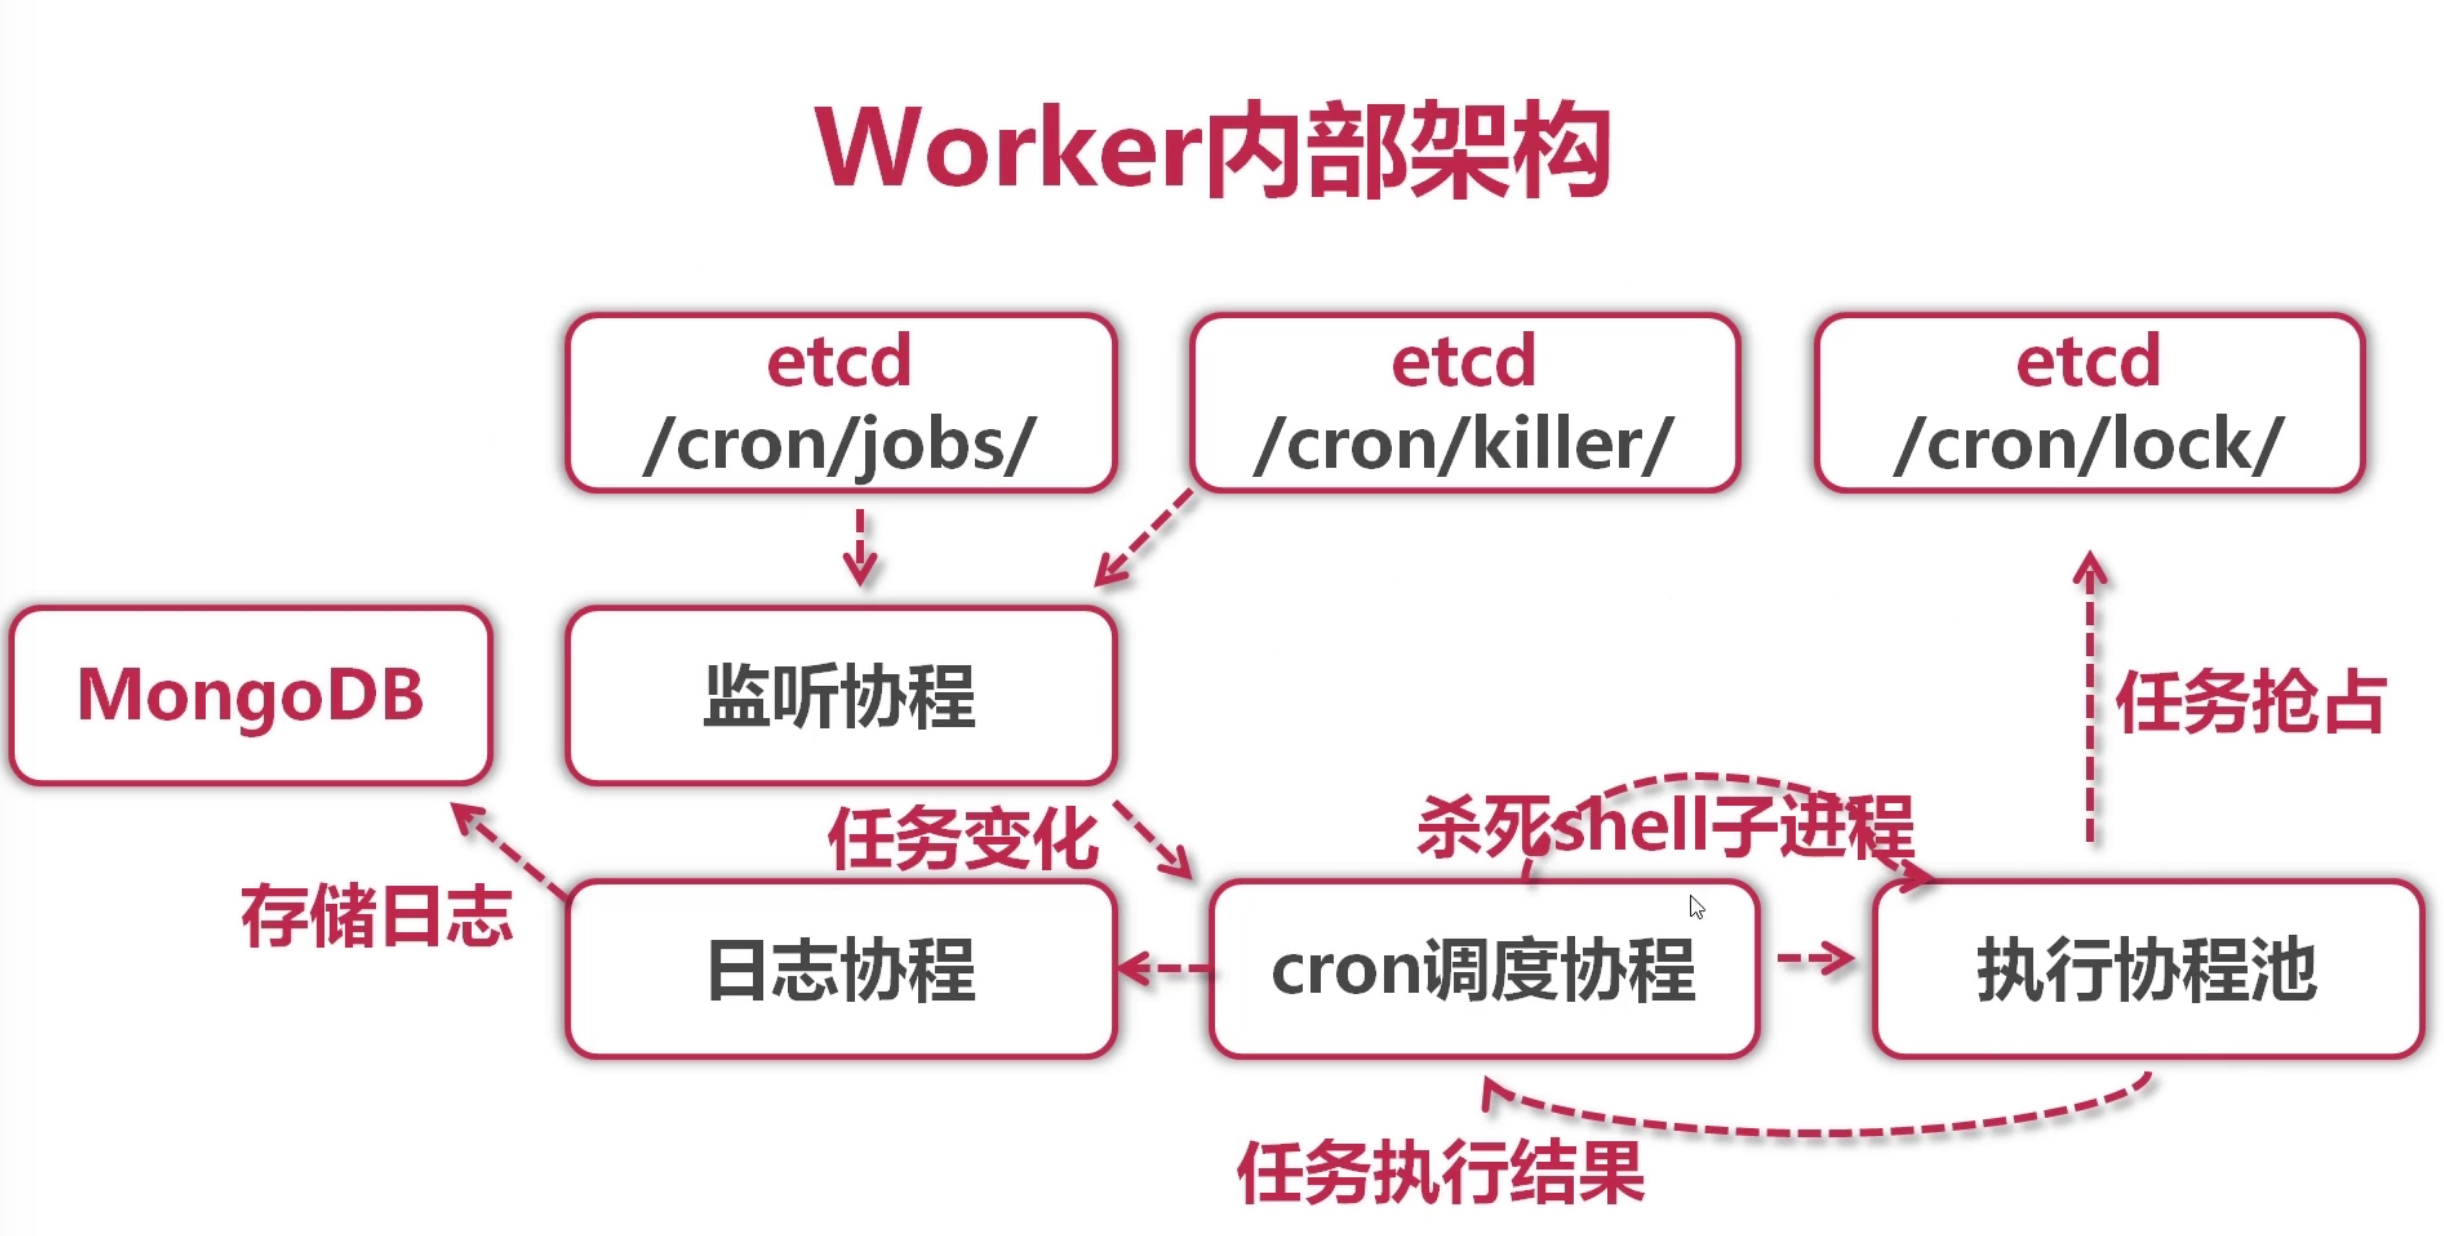 Worker内部架构
etcd
/cron/jobs/
etcd
/cron/killer/
etcd
/cron/lock/
MongoDB
监听协程
任务抢占
任务变化
杀死shell子进程
存储日志
日志协程
cron调度协程
执行协程池
任务执行结果